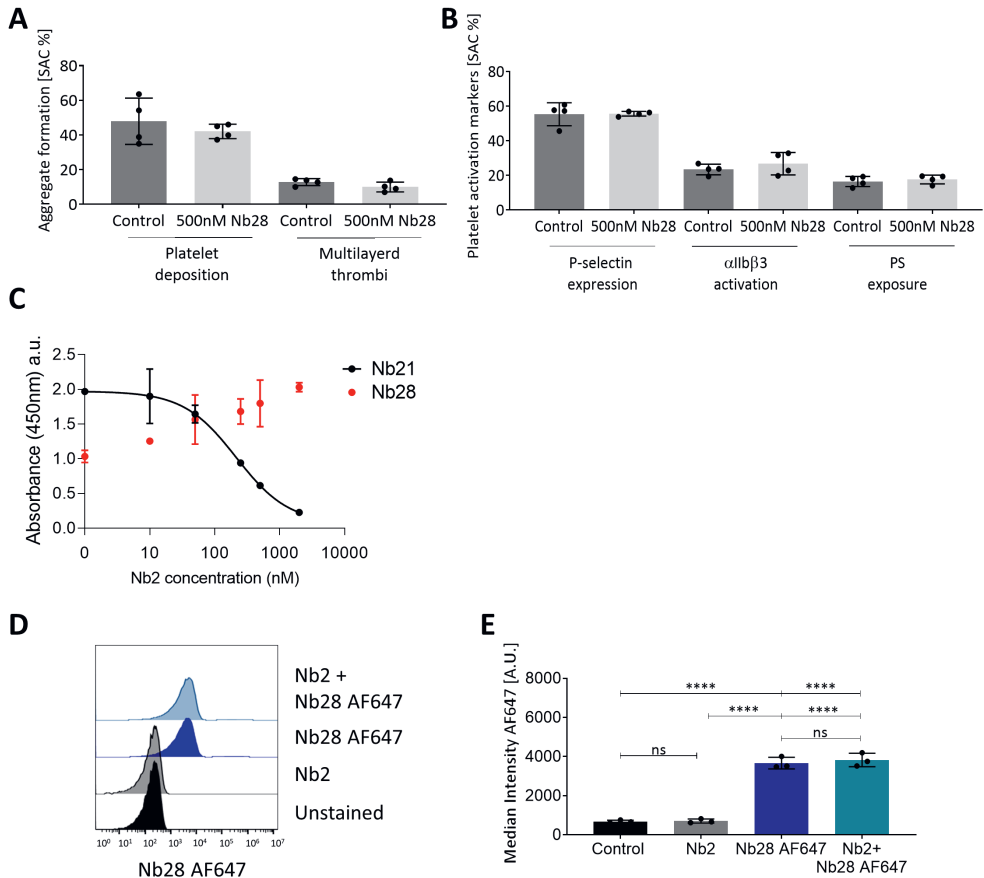 A
Aggregate formation [SAC %]
80
60
40
20
0
Control 500nM Nb28 Control 500nM Nb28
Platelet
deposition
Multilayerd
thrombi
B
Platelet activation markers [SAC %]
80
60
40
20
0
Control 500nM Nb28 Control 500nM Nb28 Control 500nM Nb28
P-selectin
expression
αIIbβ3
activation
PS
exposure
C
Absorbance (450nm) a.u.
2.5
2.0
1.5
1.0
0.5
0.0
0 10 100 1000 10000
Nb2 concentration (nM)
Nb21
Nb28
D
Nb2 +
Nb28 AF647
Nb28 AF647
Nb2
Unstained
10⁰ 10¹ 10² 10³ 10⁴ 10⁵ 10⁶ 10⁷
Nb28 AF647
E
Median Intensity AF647 [A.U.]
8000
6000
4000
2000
0
**** ****
**** ****
ns
ns
Control Nb2 Nb28 AF647 Nb2+
Nb28 AF647